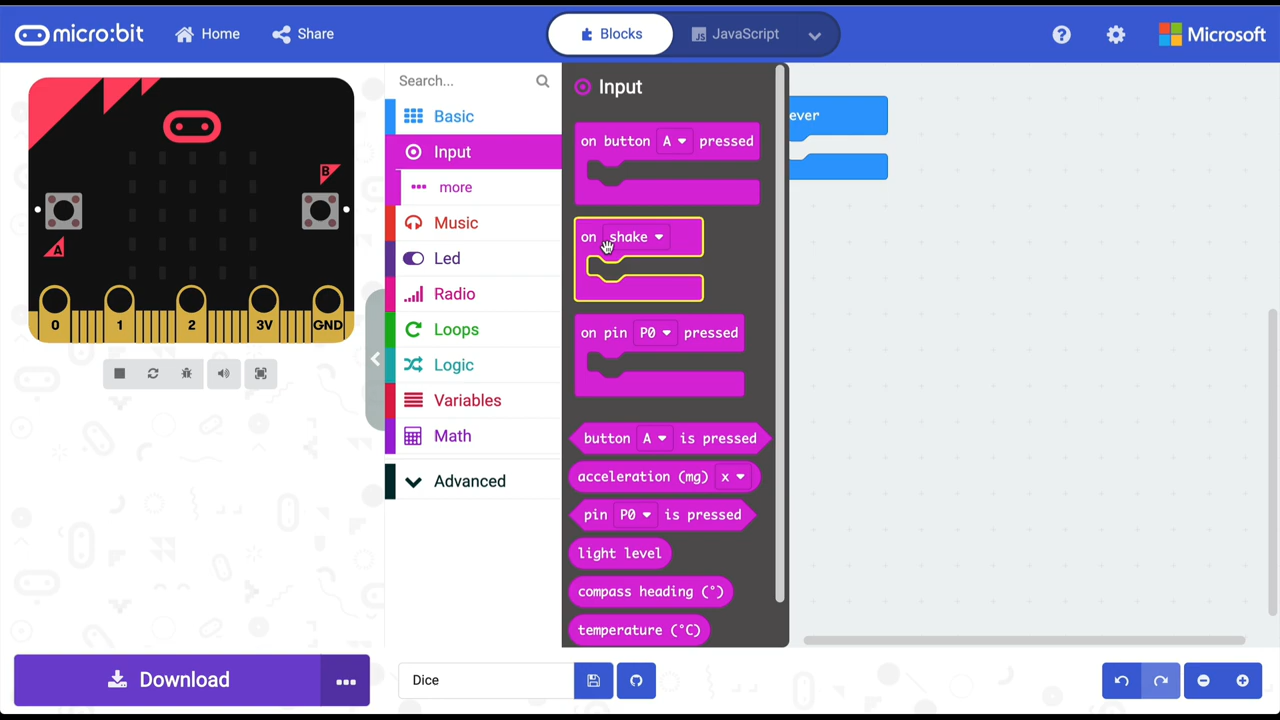 micro:bit
Home
Share
Blocks
JS JavaScript
?
Microsoft
A
B
0 1 2 3V GND
Search...
Basic
Input
more
Music
Led
Radio
Loops
Logic
Variables
Math
Advanced
Input
on button A pressed
on shake
on pin P0 pressed
button A is pressed
acceleration (mg) x
pin P0 is pressed
light level
compass heading (°)
temperature (°C)
ever
Download
Dice